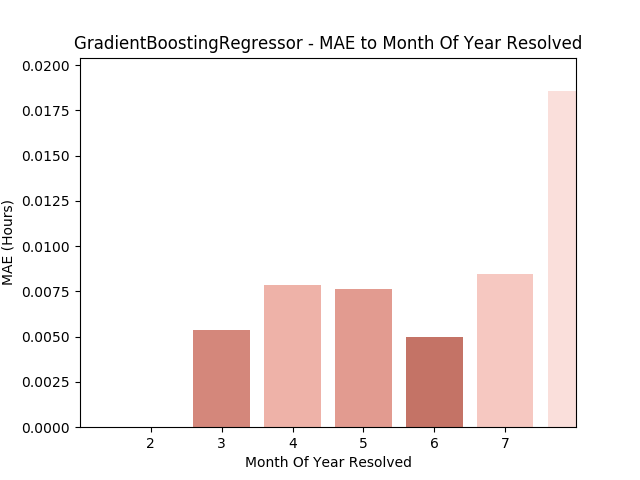 GradientBoostingRegressor - MAE to Month Of Year Resolved
0.0200
0.0175
0.0150
0.0125
0.0100
0.0075
0.0050
0.0025
0.0000
MAE (Hours)
2 3 4 5 6 7
Month Of Year Resolved